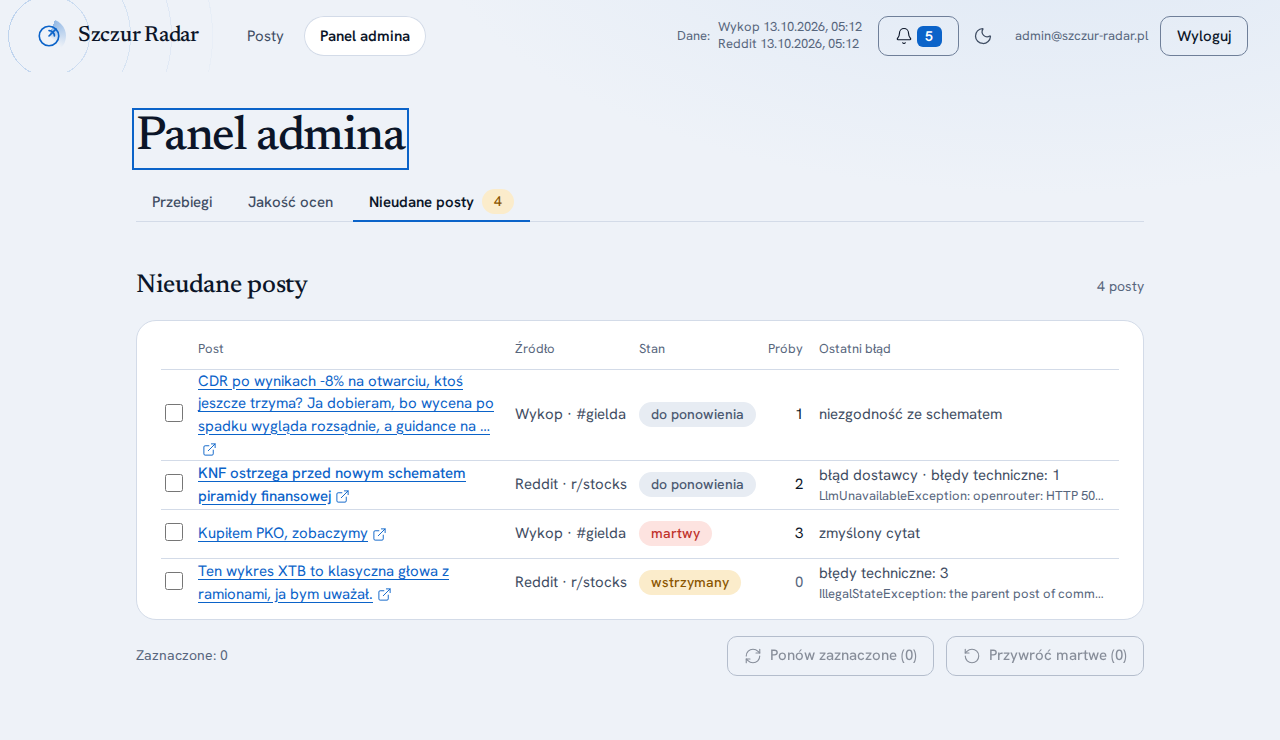 Szczur Radar
Posty
Panel admina
Dane:
Wykop 13.10.2026, 05:12
Reddit 13.10.2026, 05:12
5
admin@szczur-radar.pl
Wyloguj
Panel admina
Przebiegi
Jakość ocen
Nieudane posty 4
Nieudane posty
4 posty
Post
Źródło
Stan
Próby
Ostatni błąd
CDR po wynikach -8% na otwarciu, ktoś
jeszcze trzyma? Ja dobieram, bo wycena po
spadku wygląda rozsądnie, a guidance na ...
Wykop · #gielda
do ponowienia
1
niezgodność ze schematem
KNF ostrzega przed nowym schematem
piramidy finansowej
Reddit · r/stocks
do ponowienia
2
błąd dostawcy · błędy techniczne: 1
LlmUnavailableException: openrouter: HTTP 50...
Kupiłem PKO, zobaczymy
Wykop · #gielda
martwy
3
zmyślony cytat
Ten wykres XTB to klasyczna głowa z
ramionami, ja bym uważał.
Reddit · r/stocks
wstrzymany
0
błędy techniczne: 3
IllegalStateException: the parent post of comm...
Zaznaczone: 0
Ponów zaznaczone (0)
Przywróć martwe (0)